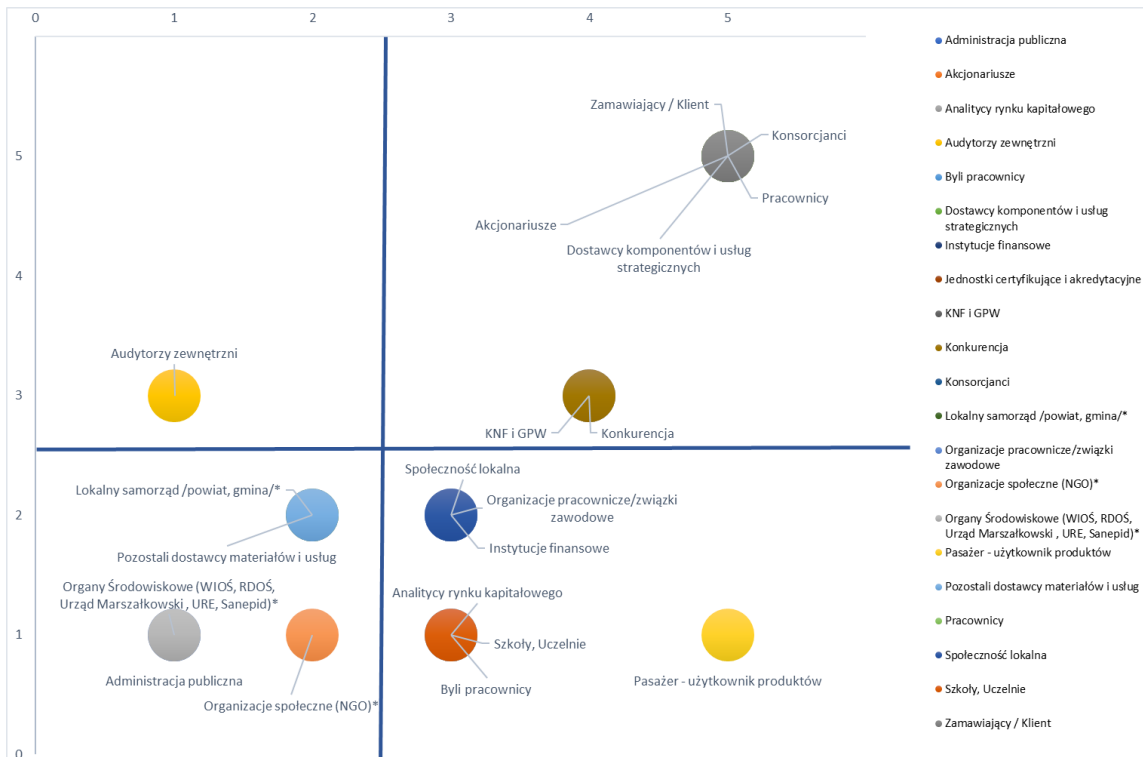 0 1 2 3 4 5
Zamawiający / Klient
Konsorcjanci
5
Pracownicy
Akcjonariusze
Dostawcy komponentów i usług
strategicznych
4
Audytorzy zewnętrzni
3
KNF i GPW
Konkurencja
Społeczność lokalna
Lokalny samorząd /powiat, gmina/*
Organizacje pracownicze/związki
zawodowe
2
Instytucje finansowe
Pozostali dostawcy materiałów i usług
Organy Środowiskowe (WIOŚ, RDOŚ,
Urząd Marszałkowski , URE, Sanepid)*
Analitycy rynku kapitałowego
1
Szkoły, Uczelnie
Administracja publiczna
Byli pracownicy
Pasażer - użytkownik produktów
Organizacje społeczne (NGO)*
0
Administracja publiczna
Akcjonariusze
Analitycy rynku kapitałowego
Audytorzy zewnętrzni
Byli pracownicy
Dostawcy komponentów i usług
strategicznych
Instytucje finansowe
Jednostki certyfikujące i akredytacyjne
KNF i GPW
Konkurencja
Konsorcjanci
Lokalny samorząd /powiat, gmina/*
Organizacje pracownicze/związki
zawodowe
Organizacje społeczne (NGO)*
Organy Środowiskowe (WIOŚ, RDOŚ,
Urząd Marszałkowski , URE, Sanepid)*
Pasażer - użytkownik produktów
Pozostali dostawcy materiałów i usług
Pracownicy
Społeczność lokalna
Szkoły, Uczelnie
Zamawiający / Klient